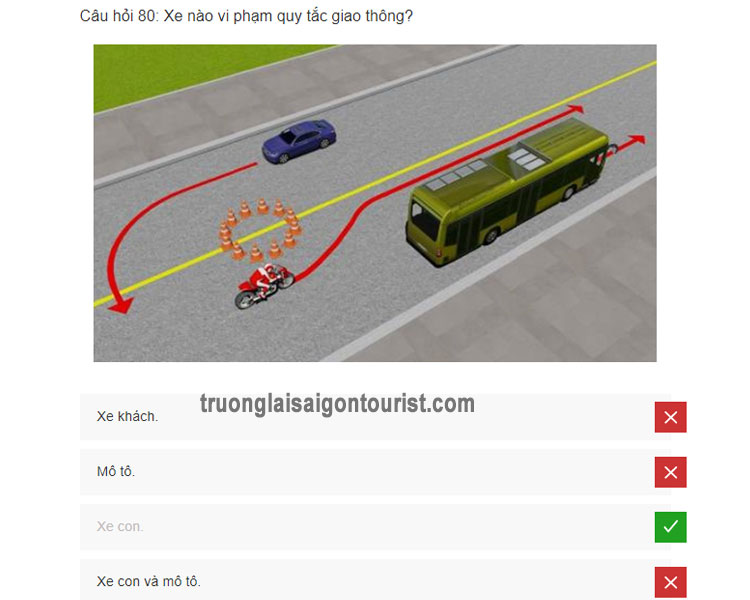 Câu hỏi 80: Xe nào vi phạm quy tắc giao thông?
truonglaisaigontourist.com
Xe khách.
Mô tô.
Xe con.
Xe con và mô tô.